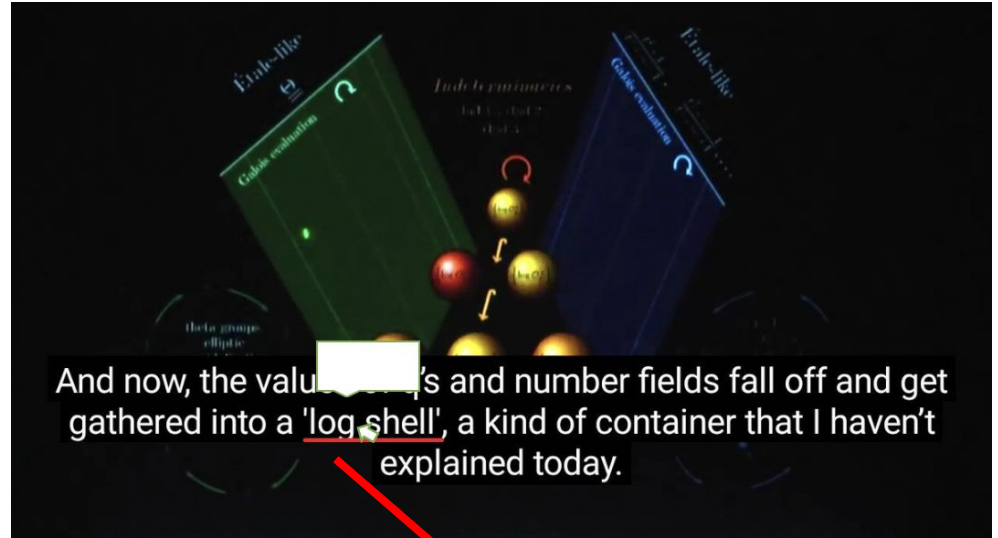 Étale-like
Étale-like
Θ
Indeterminacies
Galois evaluation
Galois evaluation
theta groups
elliptic
And now, the q's and number fields fall off and get
gathered into a 'log shell', a kind of container that I haven’t
explained today.